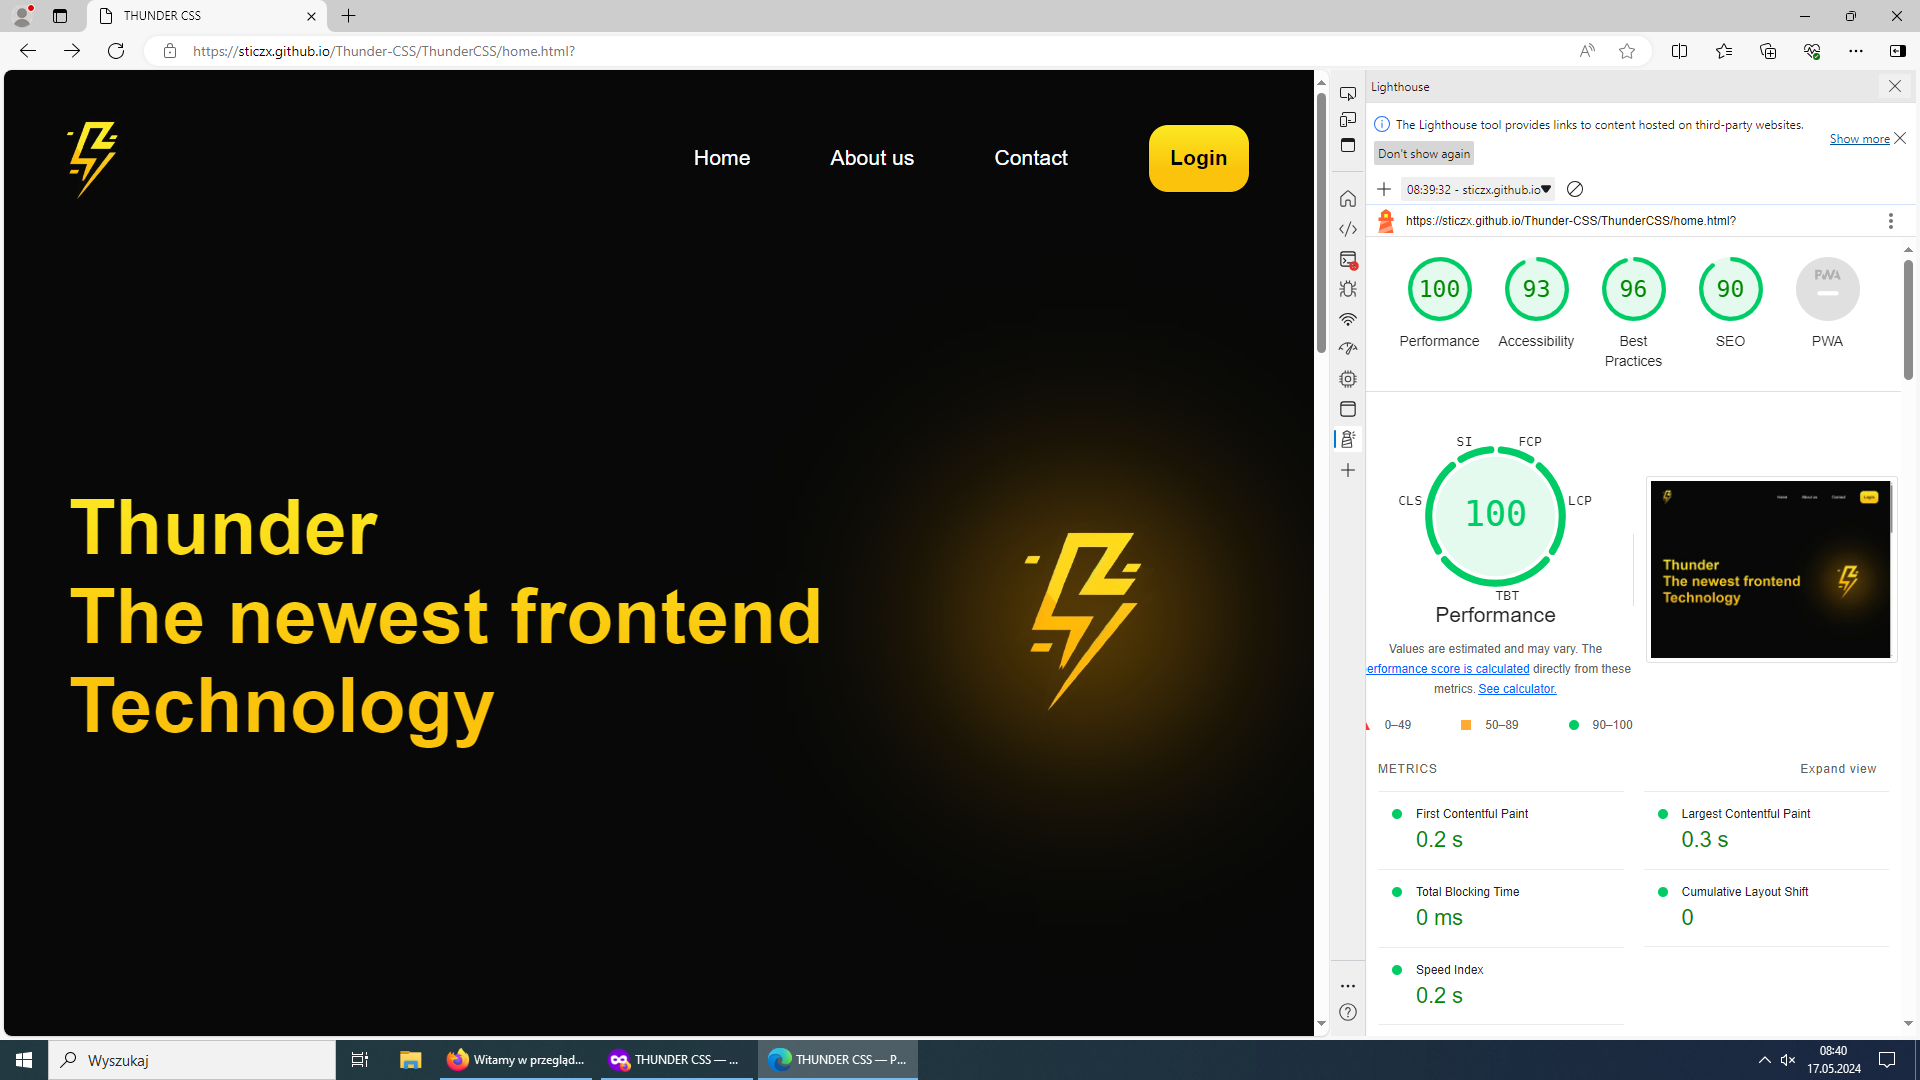 THUNDER CSS
https://sticzx.github.io/Thunder-CSS/ThunderCSS/home.html?
Home
About us
Contact
Login
Thunder
The newest frontend
Technology
Lighthouse
The Lighthouse tool provides links to content hosted on third-party websites.
Don't show again
Show more
08:39:32 - sticzx.github.io
https://sticzx.github.io/Thunder-CSS/ThunderCSS/home.html?
100
93
96
90
PWA
Performance
Accessibility
Best
Practices
SEO
PWA
SI
FCP
CLS
LCP
100
TBT
Performance
Values are estimated and may vary. The
erformance score is calculated directly from these
metrics. See calculator.
0–49
50–89
90–100
Home
About us
Contact
Login
Thunder
The newest frontend
Technology
METRICS
Expand view
First Contentful Paint
0.2 s
Largest Contentful Paint
0.3 s
Total Blocking Time
0 ms
Cumulative Layout Shift
0
Speed Index
0.2 s
Wyszukaj
Witamy w przegląd...
THUNDER CSS — ...
THUNDER CSS — P...
08:40
17.05.2024